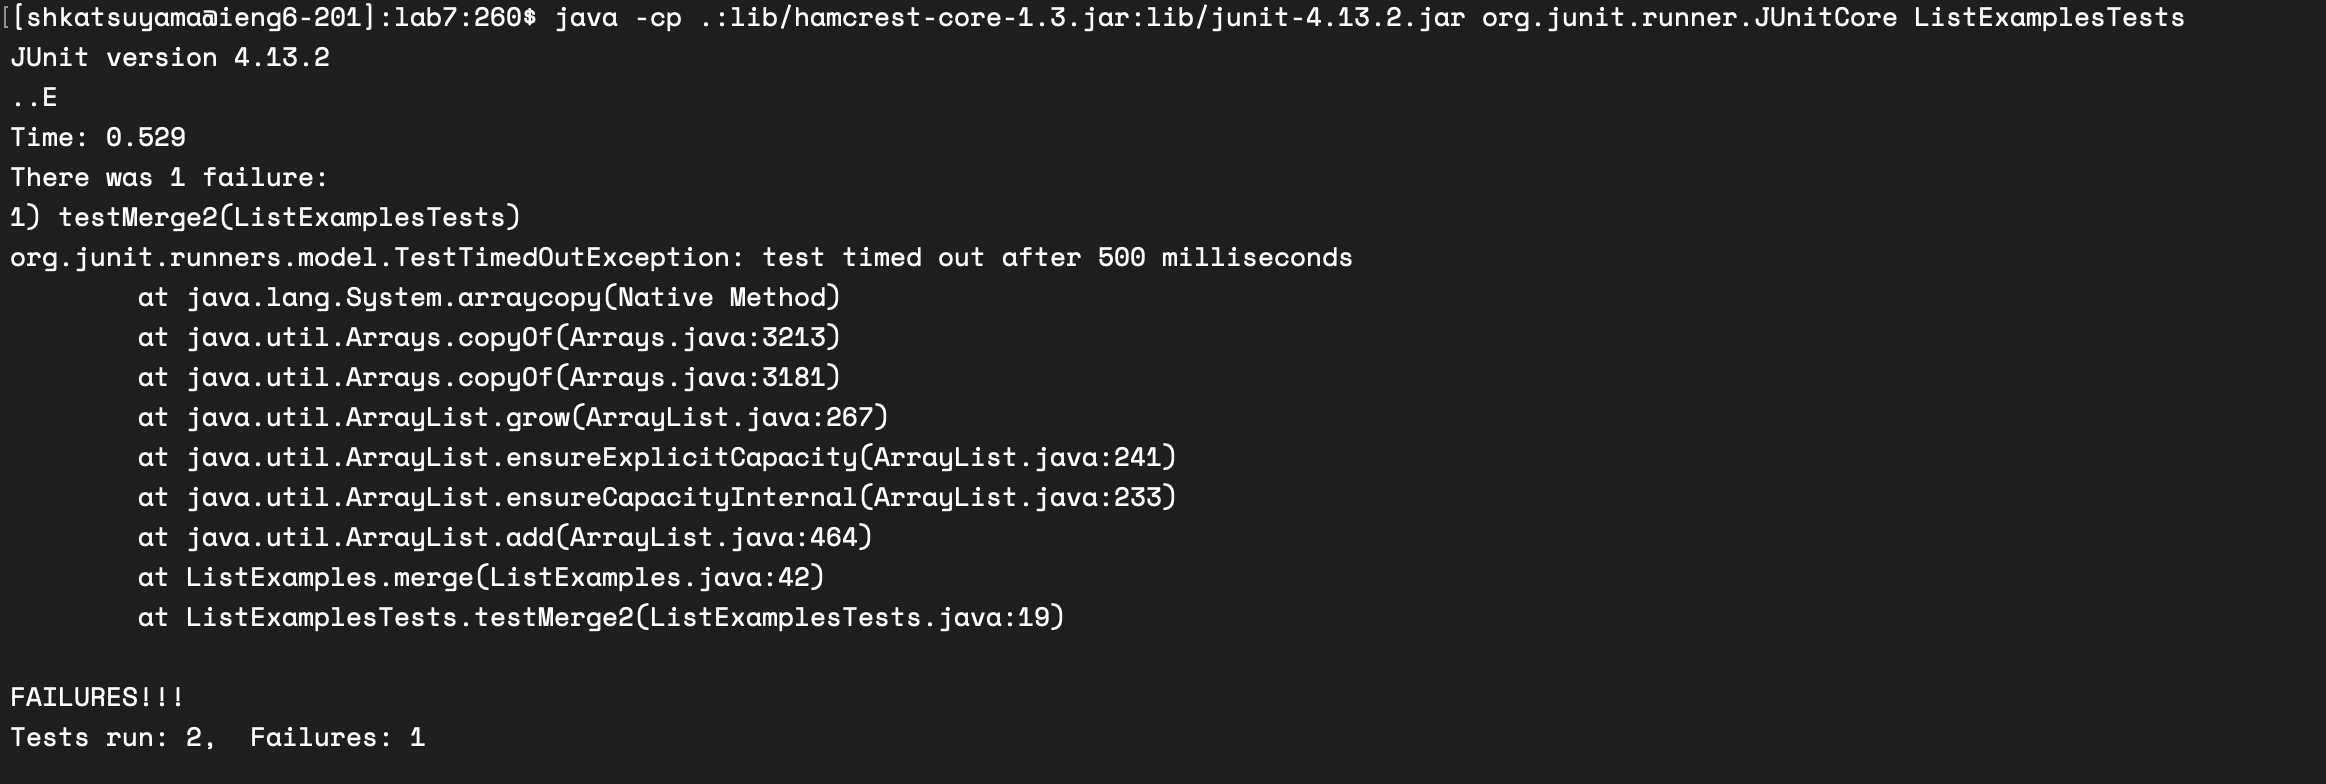 [[shkatsuyama@ieng6-201]:lab7:260$ java -cp .:lib/hamcrest-core-1.3.jar:lib/junit-4.13.2.jar org.junit.runner.JUnitCore ListExamplesTests
JUnit version 4.13.2
..E
Time: 0.529
There was 1 failure:
1) testMerge2(ListExamplesTests)
org.junit.runners.model.TestTimedOutException: test timed out after 500 milliseconds
        at java.lang.System.arraycopy(Native Method)
        at java.util.Arrays.copyOf(Arrays.java:3213)
        at java.util.Arrays.copyOf(Arrays.java:3181)
        at java.util.ArrayList.grow(ArrayList.java:267)
        at java.util.ArrayList.ensureExplicitCapacity(ArrayList.java:241)
        at java.util.ArrayList.ensureCapacityInternal(ArrayList.java:233)
        at java.util.ArrayList.add(ArrayList.java:464)
        at ListExamples.merge(ListExamples.java:42)
        at ListExamplesTests.testMerge2(ListExamplesTests.java:19)

FAILURES!!!
Tests run: 2,  Failures: 1